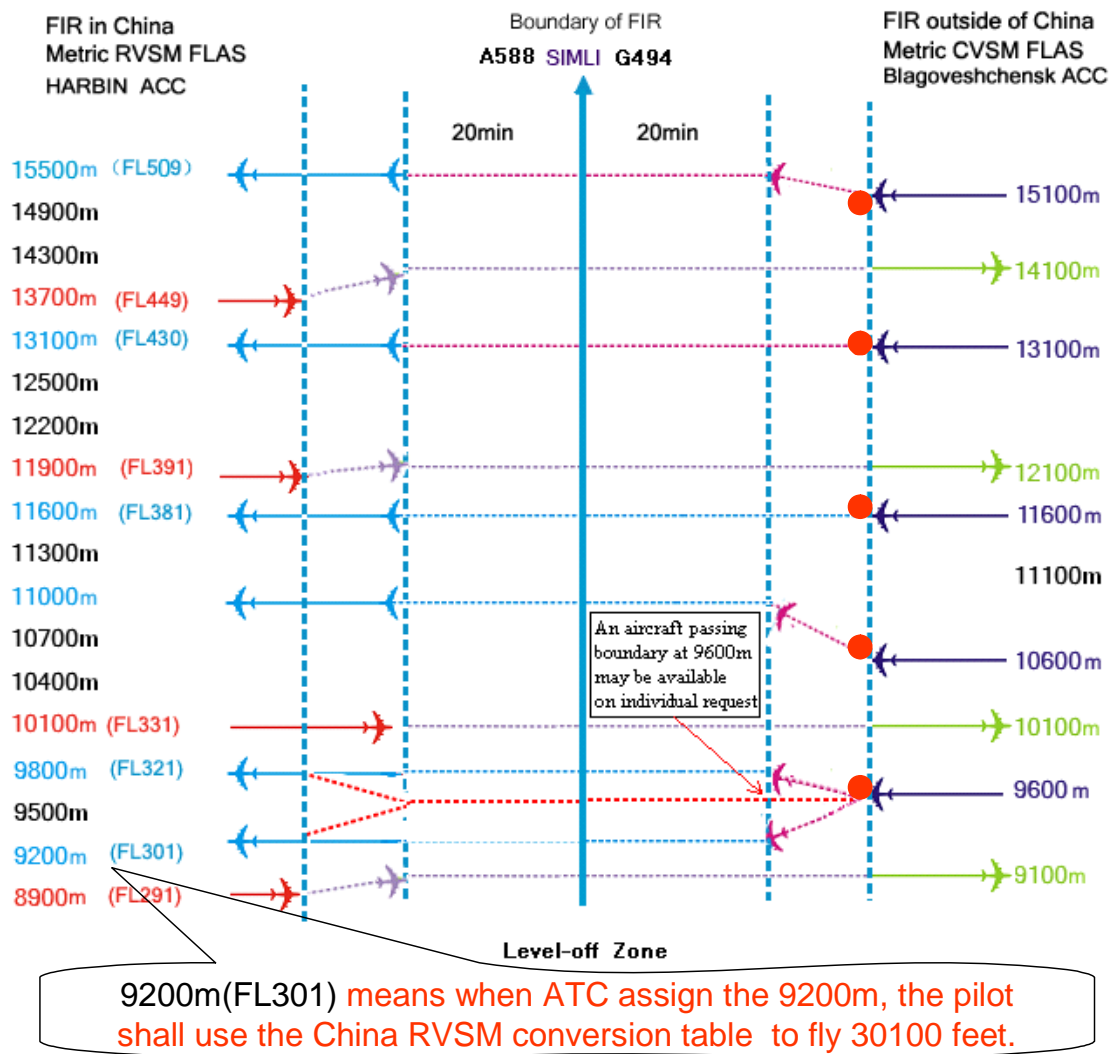 FIR in China
Metric RVSM FLAS
HARBIN ACC
Boundary of FIR
A588 SIMLI G494
FIR outside of China
Metric CVSM FLAS
Blagoveshchensk ACC
20min
20min
15500m (FL509)
14900m
14300m
13700m (FL449)
13100m (FL430)
12500m
12200m
11900m (FL391)
11600m (FL381)
11300m
11000m
10700m
10400m
10100m (FL331)
9800m (FL321)
9500m
9200m (FL301)
8900m (FL291)
An aircraft passing
boundary at 9600m
may be available
on individual request
15100m
14100m
13100m
12100m
11600m
11100m
10600m
10100m
9600 m
9100m
Level-off Zone
9200m(FL301) means when ATC assign the 9200m, the pilot
shall use the China RVSM conversion table to fly 30100 feet.